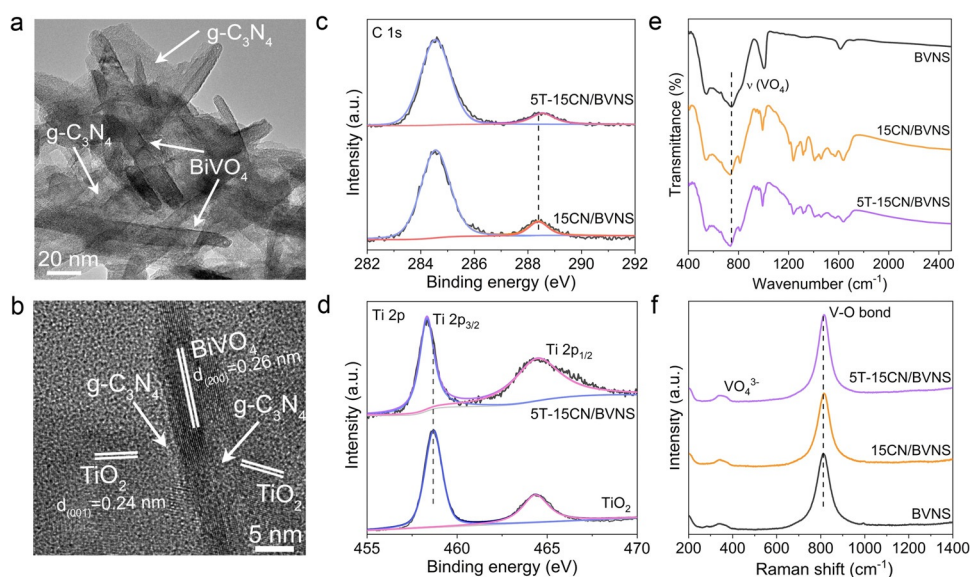 a
g-C₃N₄
g-C₃N₄
BiVO₄
20 nm
b
BiVO₄
d₍₂₀₀₎=0.26 nm
g-C₃N₄
g-C₃N₄
TiO₂
d₍₀₀₁₎=0.24 nm
TiO₂
5 nm
c
C 1s
5T-15CN/BVNS
15CN/BVNS
Intensity (a.u.)
282 284 286 288 290 292
Binding energy (eV)
d
Ti 2p
Ti 2p₃/₂
Ti 2p₁/₂
5T-15CN/BVNS
TiO₂
Intensity (a.u.)
455 460 465 470
Binding energy (eV)
e
BVNS
ν (VO₄)
15CN/BVNS
5T-15CN/BVNS
Transmittance (%)
400 800 1200 1600 2000 2400
Wavenumber (cm⁻¹)
f
V-O bond
VO₄³⁻
5T-15CN/BVNS
15CN/BVNS
BVNS
Intensity (a.u.)
200 400 600 800 1000 1200 1400
Raman shift (cm⁻¹)